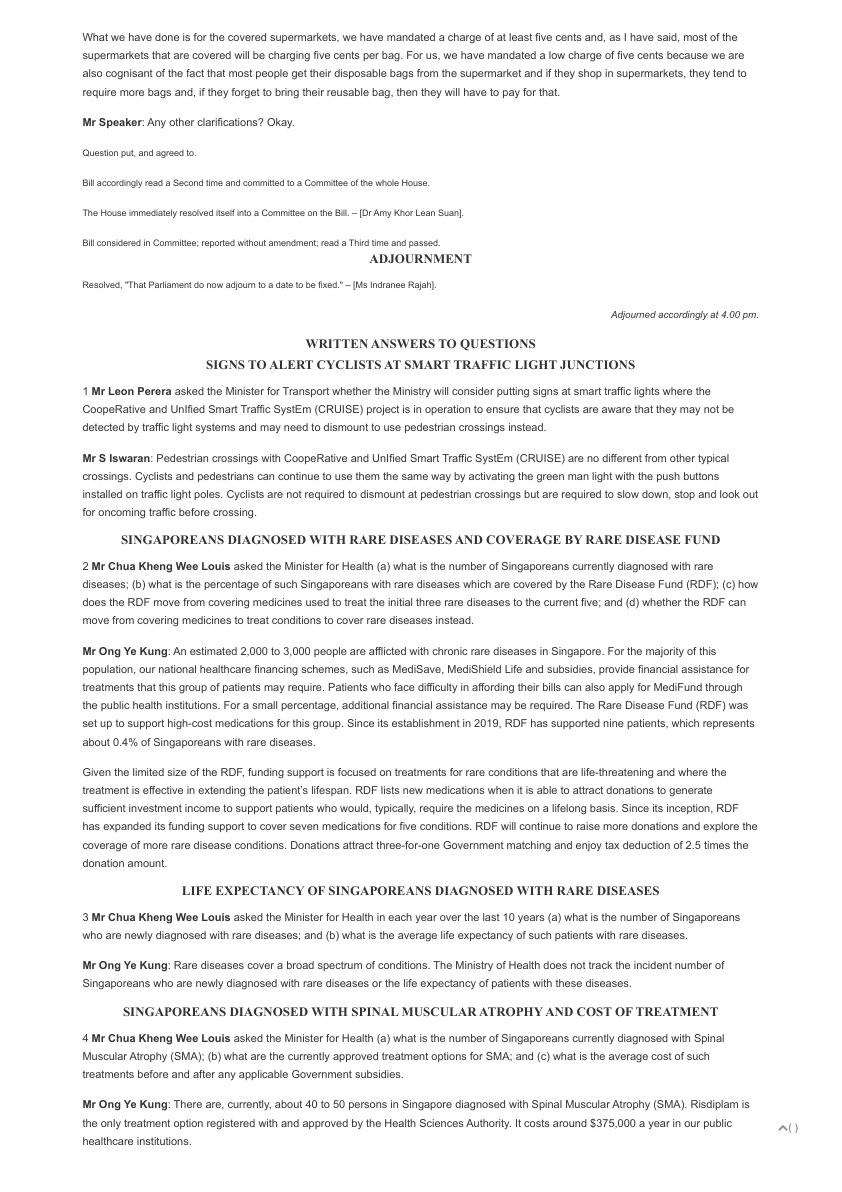 What we have done is for the covered supermarkets, we have mandated a charge of at least five cents and, as I have said, most of the
supermarkets that are covered will be charging five cents per bag. For us, we have mandated a low charge of five cents because we are
also cognisant of the fact that most people get their disposable bags from the supermarket and if they shop in supermarkets, they tend to
require more bags and, if they forget to bring their reusable bag, then they will have to pay for that.
Mr Speaker: Any other clarifications? Okay.
Question put, and agreed to.
Bill accordingly read a Second time and committed to a Committee of the whole House.
The House immediately resolved itself into a Committee on the Bill. – [Dr Amy Khor Lean Suan].
Bill considered in Committee; reported without amendment; read a Third time and passed.
ADJOURNMENT
Resolved, "That Parliament do now adjourn to a date to be fixed." – [Ms Indranee Rajah].
Adjourned accordingly at 4.00 pm.
WRITTEN ANSWERS TO QUESTIONS
SIGNS TO ALERT CYCLISTS AT SMART TRAFFIC LIGHT JUNCTIONS
1 Mr Leon Perera asked the Minister for Transport whether the Ministry will consider putting signs at smart traffic lights where the
CoopeRative and UnIfied Smart Traffic SystEm (CRUISE) project is in operation to ensure that cyclists are aware that they may not be
detected by traffic light systems and may need to dismount to use pedestrian crossings instead.
Mr S Iswaran: Pedestrian crossings with CoopeRative and UnIfied Smart Traffic SystEm (CRUISE) are no different from other typical
crossings. Cyclists and pedestrians can continue to use them the same way by activating the green man light with the push buttons
installed on traffic light poles. Cyclists are not required to dismount at pedestrian crossings but are required to slow down, stop and look out
for oncoming traffic before crossing.
SINGAPOREANS DIAGNOSED WITH RARE DISEASES AND COVERAGE BY RARE DISEASE FUND
2 Mr Chua Kheng Wee Louis asked the Minister for Health (a) what is the number of Singaporeans currently diagnosed with rare
diseases; (b) what is the percentage of such Singaporeans with rare diseases which are covered by the Rare Disease Fund (RDF); (c) how
does the RDF move from covering medicines used to treat the initial three rare diseases to the current five; and (d) whether the RDF can
move from covering medicines to treat conditions to cover rare diseases instead.
Mr Ong Ye Kung: An estimated 2,000 to 3,000 people are afflicted with chronic rare diseases in Singapore. For the majority of this
population, our national healthcare financing schemes, such as MediSave, MediShield Life and subsidies, provide financial assistance for
treatments that this group of patients may require. Patients who face difficulty in affording their bills can also apply for MediFund through
the public health institutions. For a small percentage, additional financial assistance may be required. The Rare Disease Fund (RDF) was
set up to support high-cost medications for this group. Since its establishment in 2019, RDF has supported nine patients, which represents
about 0.4% of Singaporeans with rare diseases.
Given the limited size of the RDF, funding support is focused on treatments for rare conditions that are life-threatening and where the
treatment is effective in extending the patient's lifespan. RDF lists new medications when it is able to attract donations to generate
sufficient investment income to support patients who would, typically, require the medicines on a lifelong basis. Since its inception, RDF
has expanded its funding support to cover seven medications for five conditions. RDF will continue to raise more donations and explore the
coverage of more rare disease conditions. Donations attract three-for-one Government matching and enjoy tax deduction of 2.5 times the
donation amount.
LIFE EXPECTANCY OF SINGAPOREANS DIAGNOSED WITH RARE DISEASES
3 Mr Chua Kheng Wee Louis asked the Minister for Health in each year over the last 10 years (a) what is the number of Singaporeans
who are newly diagnosed with rare diseases; and (b) what is the average life expectancy of such patients with rare diseases.
Mr Ong Ye Kung: Rare diseases cover a broad spectrum of conditions. The Ministry of Health does not track the incident number of
Singaporeans who are newly diagnosed with rare diseases or the life expectancy of patients with these diseases.
SINGAPOREANS DIAGNOSED WITH SPINAL MUSCULAR ATROPHY AND COST OF TREATMENT
4 Mr Chua Kheng Wee Louis asked the Minister for Health (a) what is the number of Singaporeans currently diagnosed with Spinal
Muscular Atrophy (SMA); (b) what are the currently approved treatment options for SMA; and (c) what is the average cost of such
treatments before and after any applicable Government subsidies.
Mr Ong Ye Kung: There are, currently, about 40 to 50 persons in Singapore diagnosed with Spinal Muscular Atrophy (SMA). Risdiplam is
the only treatment option registered with and approved by the Health Sciences Authority. It costs around $375,000 a year in our public
healthcare institutions.
( )